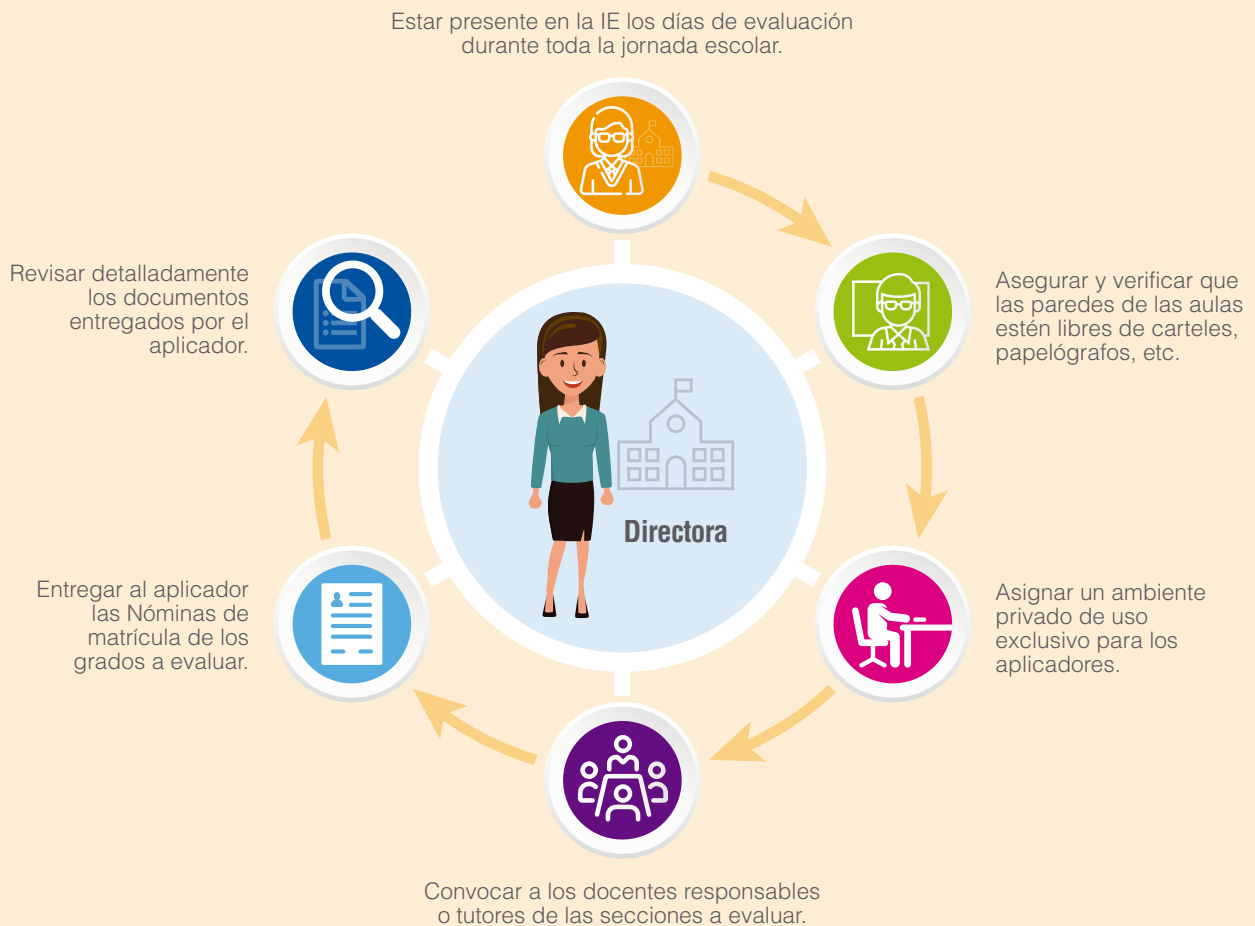 Estar presente en la IE los días de evaluación
durante toda la jornada escolar.
Asegurar y verificar que
las paredes de las aulas
estén libres de carteles,
papelógrafos, etc.
Asignar un ambiente
privado de uso
exclusivo para los
aplicadores.
Convocar a los docentes responsables
o tutores de las secciones a evaluar.
Entregar al aplicador
las Nóminas de
matrícula de los
grados a evaluar.
Revisar detalladamente
los documentos
entregados por el
aplicador.
Directora